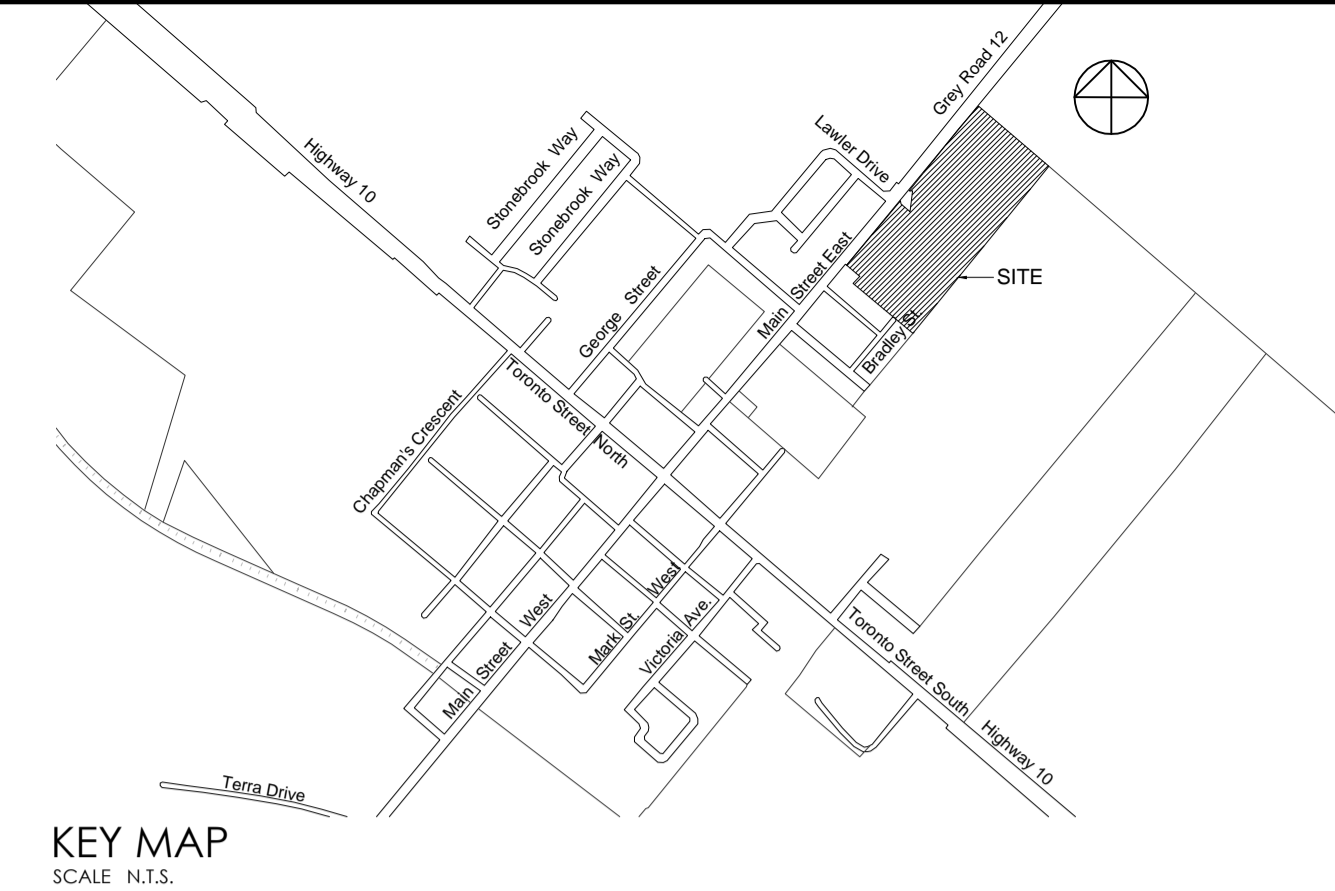 Grey Road 12
Lawler Drive
Highway 10
Stonebrook Way
Stonebrook Way
Main Street East
George Street
SITE
Bradley St.
Toronto Street North
Chapman's Crescent
Main Street West
Mark St. West
Victoria Ave.
Toronto Street South
Highway 10
Terra Drive
KEY MAP
SCALE N.T.S.